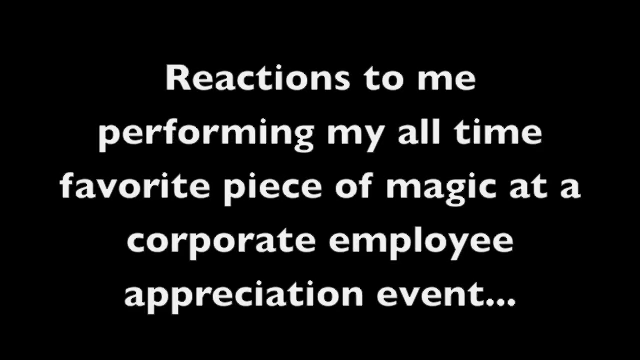 Reactions to me
performing my all time
favorite piece of magic at a
corporate employee
appreciation event...